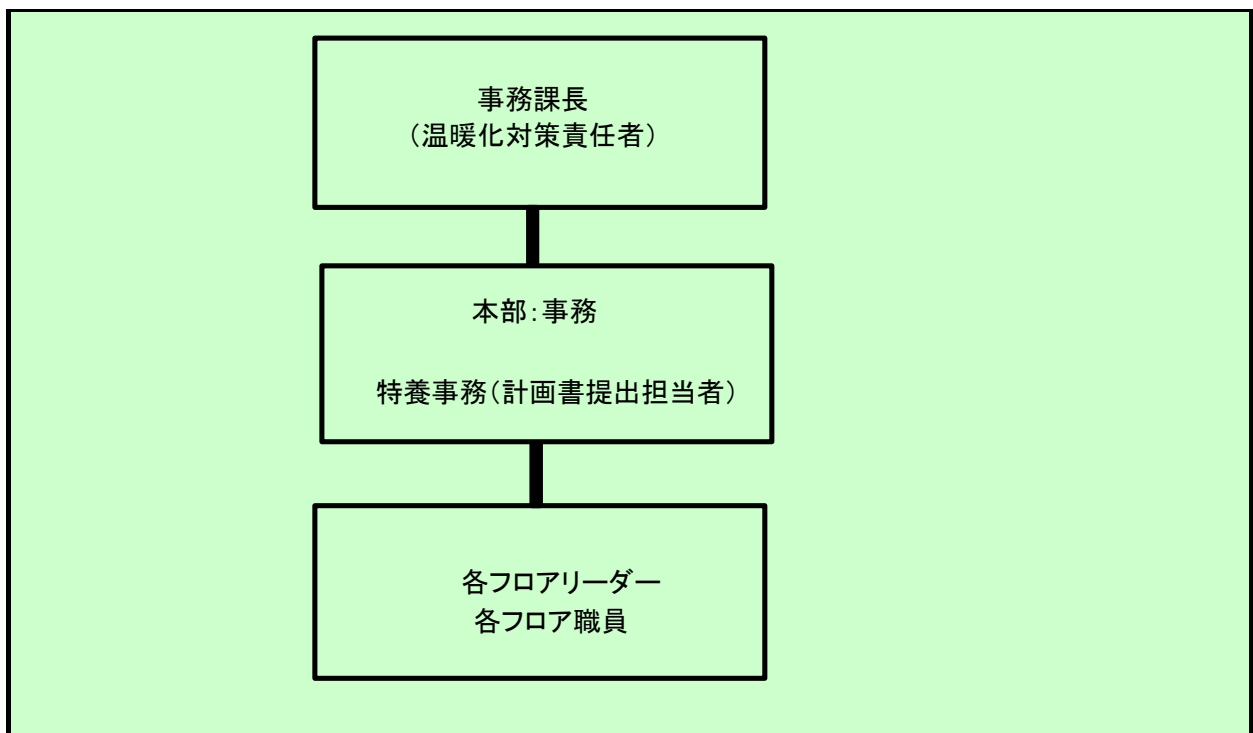 事務課長
（温暖化対策責任者）
本部：事務
特養事務（計画書提出担当者）
各フロアリーダー
各フロア職員